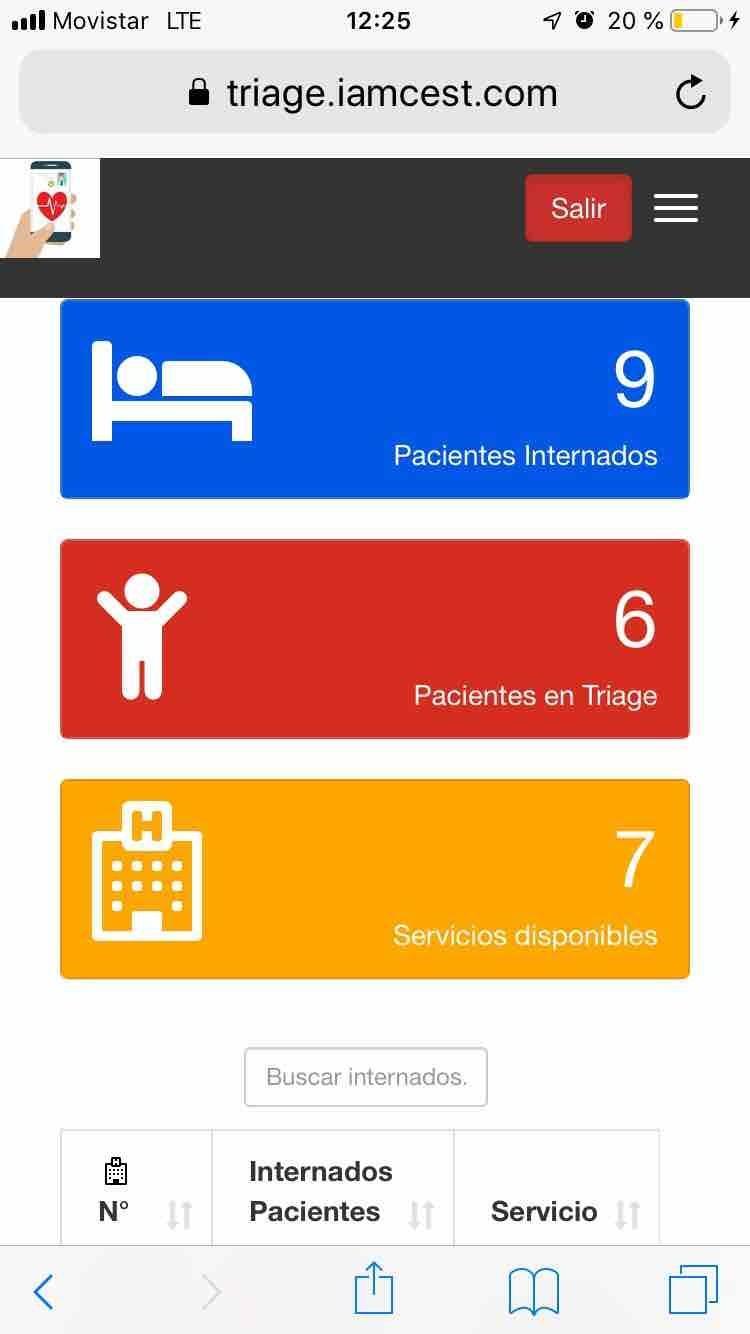 Movistar LTE 12:25 20 %
triage.iamcest.com
Salir
9
Pacientes Internados
6
Pacientes en Triage
H
7
Servicios disponibles
Buscar internados.
Internados
N° Pacientes Servicio